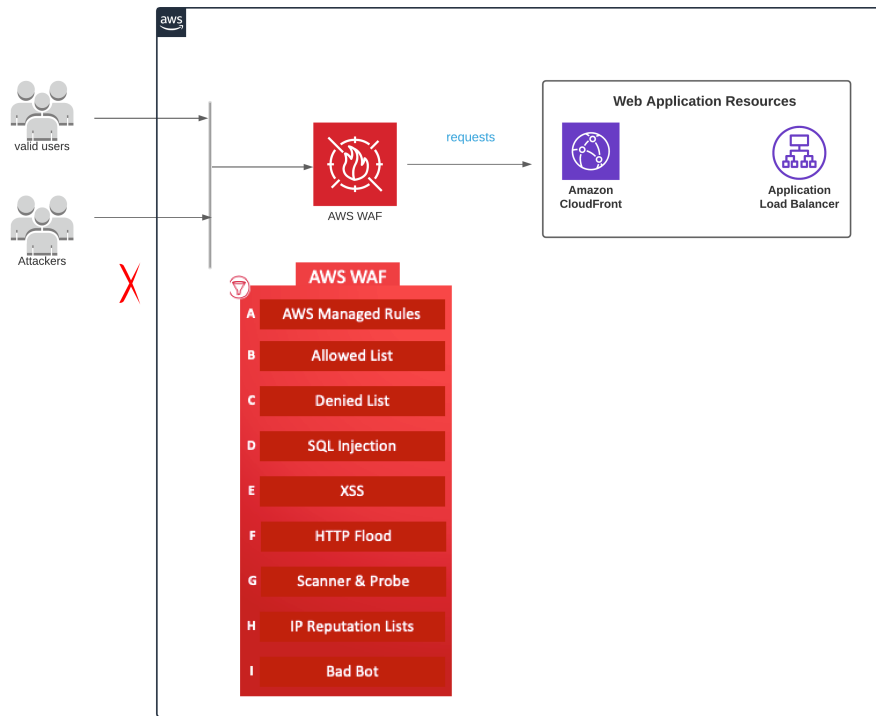 aws
valid users
Attackers
AWS WAF
requests
Web Application Resources
Amazon
CloudFront
Application
Load Balancer
AWS WAF
A AWS Managed Rules
B Allowed List
C Denied List
D SQL Injection
E XSS
F HTTP Flood
G Scanner & Probe
H IP Reputation Lists
I Bad Bot